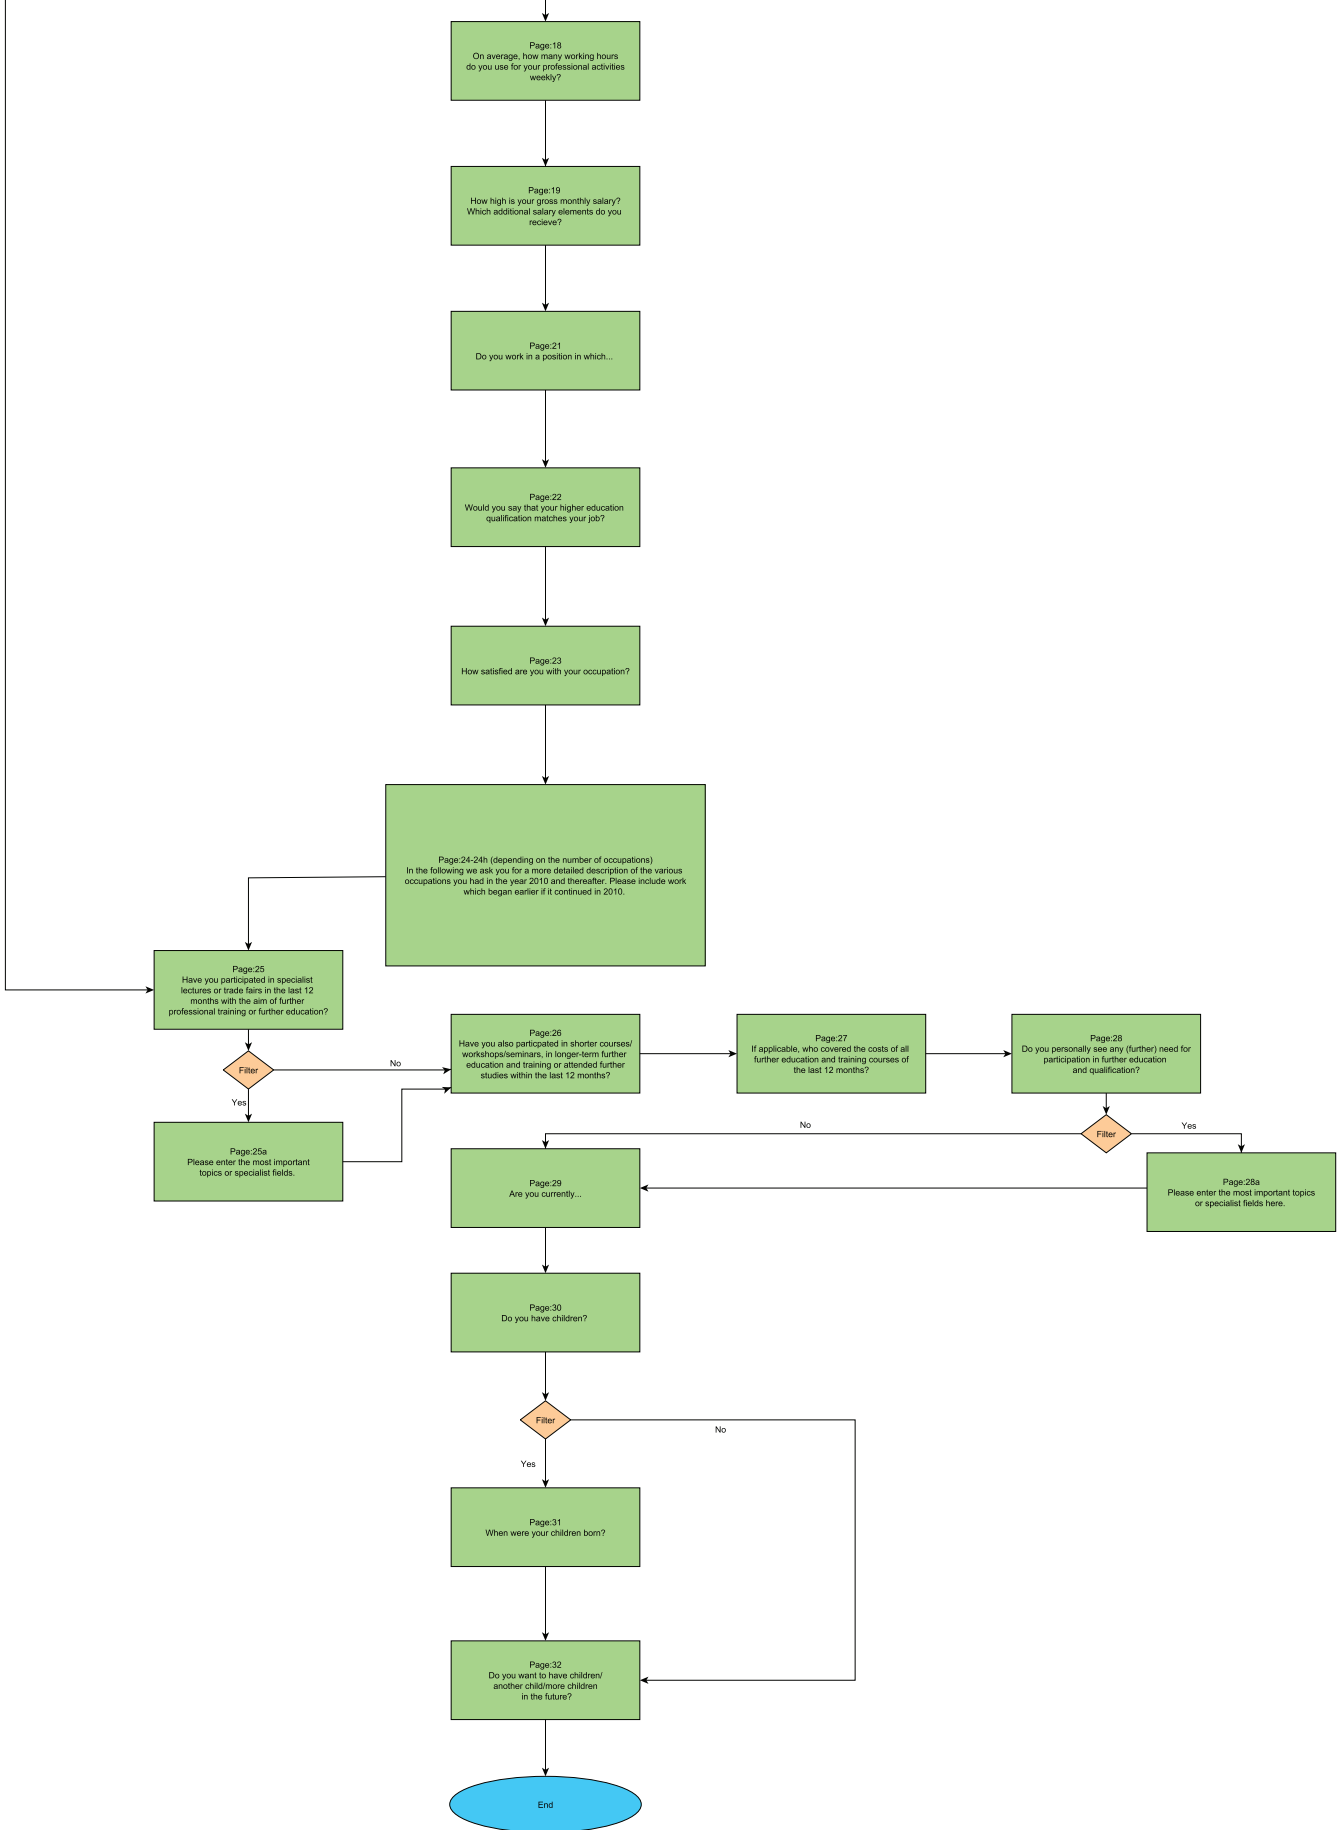 Page:18
On average, how many working hours
do you use for your professional activities
weekly?
Page:19
How high is your gross monthly salary?
Which additional salary elements do you
recieve?
Page:21
Do you work in a position in which...
Page:22
Would you say that your higher education
qualification matches your job?
Page:23
How satisfied are you with your occupation?
Page:24-24h (depending on the number of occupations)
In the following we ask you for a more detailed description of the various
occupations you had in the year 2010 and thereafter. Please include work
which began earlier if it continued in 2010.
Page:25
Have you participated in specialist
lectures or trade fairs in the last 12
months with the aim of further
professional training or further education?
Filter
No
Yes
Page:25a
Please enter the most important
topics or specialist fields.
Page:26
Have you also particpated in shorter courses/
workshops/seminars, in longer-term further
education and training or attended further
studies within the last 12 months?
Page:27
If applicable, who covered the costs of all
further education and training courses of
the last 12 months?
Page:28
Do you personally see any (further) need for
participation in further education
and qualification?
Filter
No
Yes
Page:28a
Please enter the most important topics
or specialist fields here.
Page:29
Are you currently...
Page:30
Do you have children?
Filter
No
Yes
Page:31
When were your children born?
Page:32
Do you want to have children/
another child/more children
in the future?
End